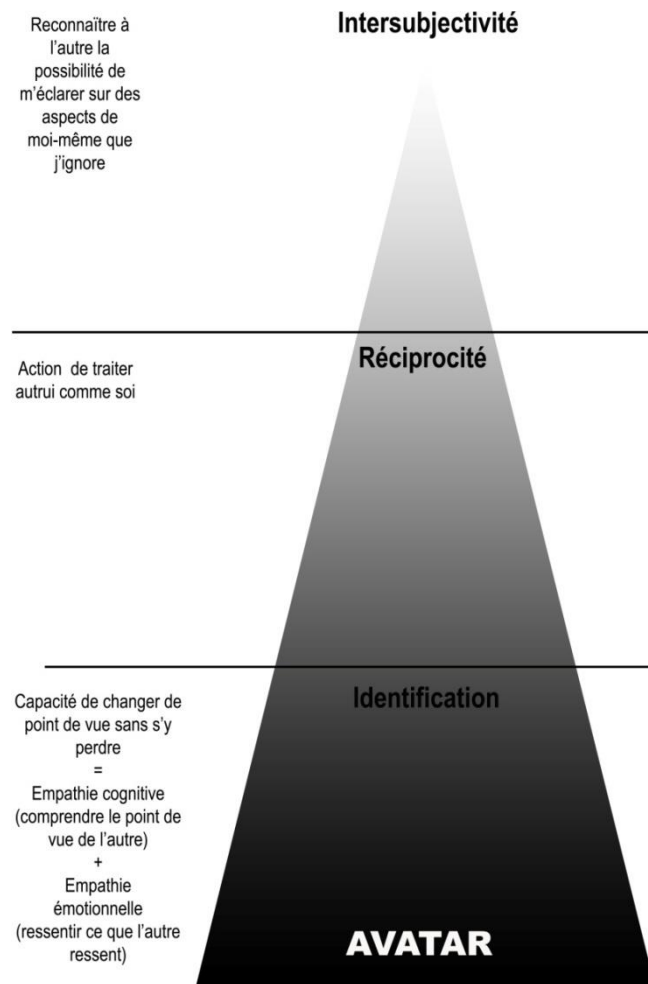 Reconnaître à
l'autre la
possibilité de
m'éclarer sur des
aspects de
moi-même que
j'ignore
Intersubjectivité
Action de traiter
autrui comme soi
Réciprocité
Capacité de changer de
point de vue sans s'y
perdre
=
Empathie cognitive
(comprendre le point de
vue de l'autre)
+
Empathie
émotionnelle
(ressentir ce que l'autre
ressent)
Identification
AVATAR